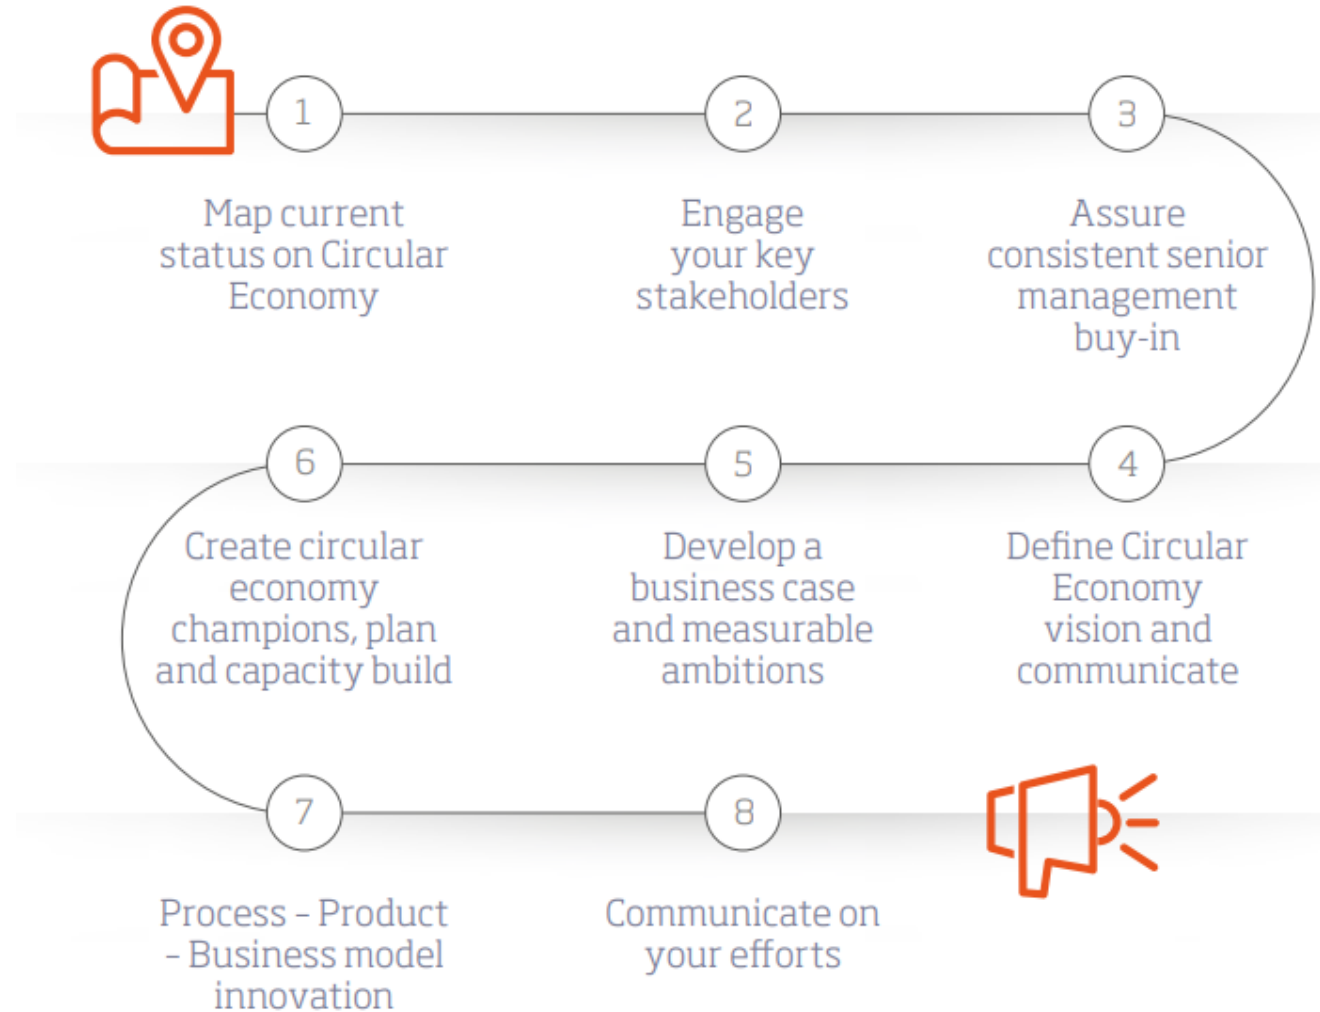 1
Map current
status on Circular
Economy
2
Engage
your key
stakeholders
3
Assure
consistent senior
management
buy-in
4
Define Circular
Economy
vision and
communicate
5
Develop a
business case
and measurable
ambitions
6
Create circular
economy
champions, plan
and capacity build
7
Process – Product
– Business model
innovation
8
Communicate on
your efforts